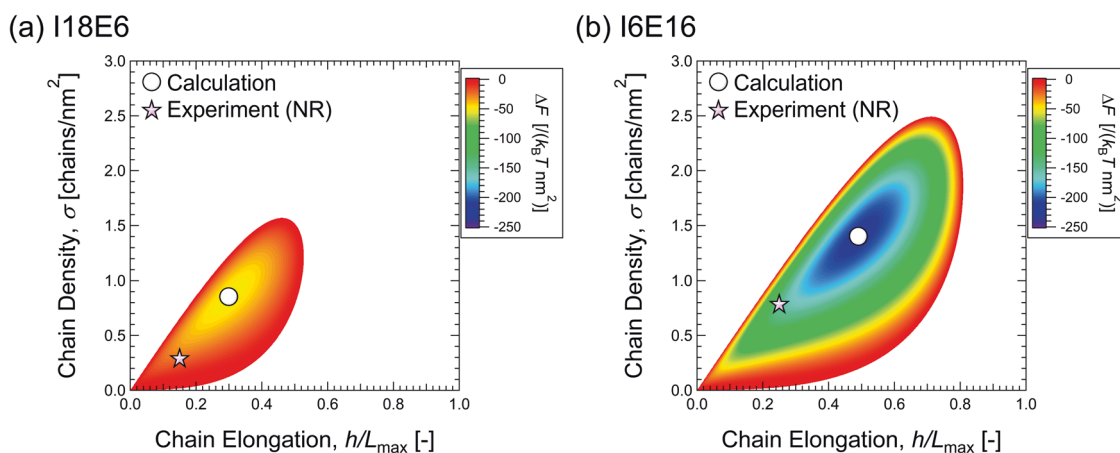 (a) I18E6
Chain Density, σ [chains/nm²]
3.0
2.5
2.0
1.5
1.0
0.5
0.0
○ Calculation
☆ Experiment (NR)
0
-50
-100
-150
-200
-250
ΔF [/(k_BT nm²)]
0.0 0.2 0.4 0.6 0.8 1.0
Chain Elongation, h/L_max [-]
(b) I6E16
Chain Density, σ [chains/nm²]
3.0
2.5
2.0
1.5
1.0
0.5
0.0
○ Calculation
☆ Experiment (NR)
0
-50
-100
-150
-200
-250
ΔF [/(k_BT nm²)]
0.0 0.2 0.4 0.6 0.8 1.0
Chain Elongation, h/L_max [-]